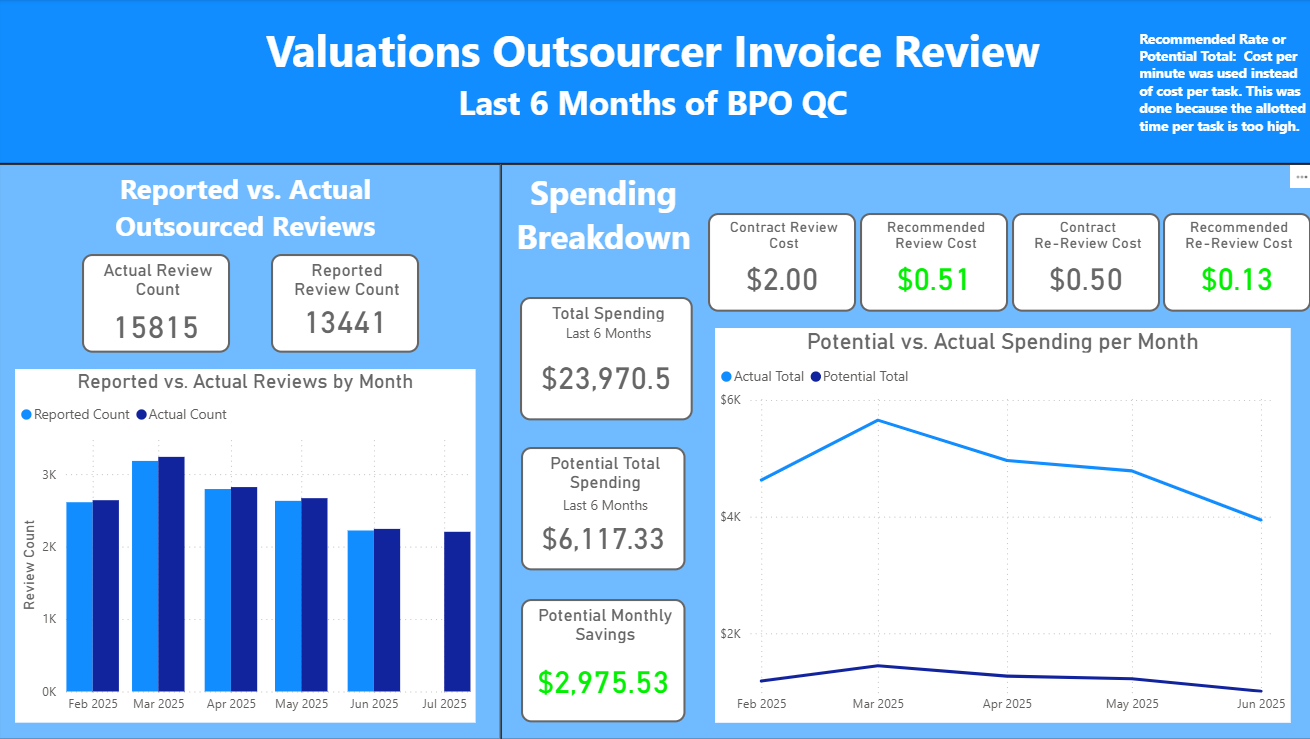 Valuations Outsourcer Invoice Review
Last 6 Months of BPO QC
Recommended Rate or
Potential Total: Cost per
minute was used instead
of cost per task. This was
done because the allotted
time per task is too high.
Reported vs. Actual
Outsourced Reviews
Actual Review
Count
15815
Reported
Review Count
13441
Reported vs. Actual Reviews by Month
Reported Count
Actual Count
Review Count
3K
2K
1K
0K
Feb 2025
Mar 2025
Apr 2025
May 2025
Jun 2025
Jul 2025
Spending
Breakdown
Total Spending
Last 6 Months
$23,970.5
Potential Total
Spending
Last 6 Months
$6,117.33
Potential Monthly
Savings
$2,975.53
Contract Review
Cost
$2.00
Recommended
Review Cost
$0.51
Contract
Re-Review Cost
$0.50
Recommended
Re-Review Cost
$0.13
Potential vs. Actual Spending per Month
Actual Total
Potential Total
$6K
$4K
$2K
Feb 2025
Mar 2025
Apr 2025
May 2025
Jun 2025